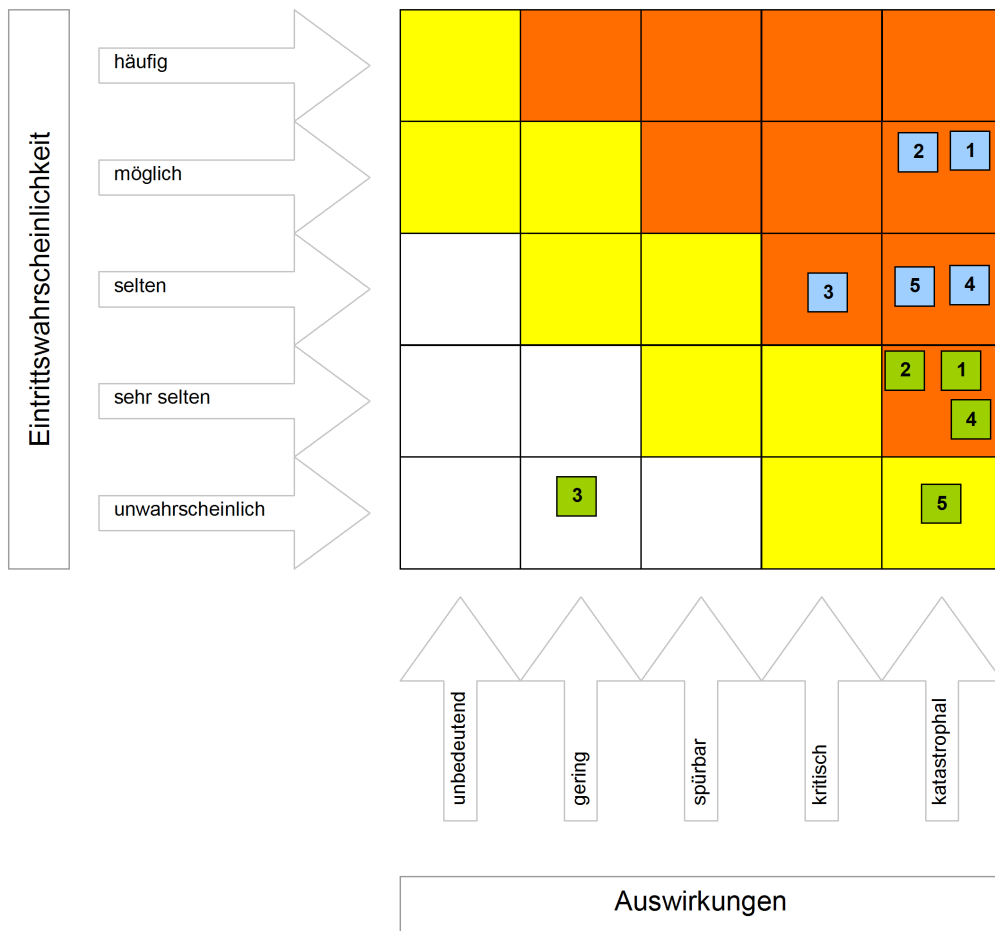 Eintrittswahrscheinlichkeit
häufig
möglich
2 1
selten
3 5 4
sehr selten
2 1
4
unwahrscheinlich
3 5
unbedeutend
gering
spürbar
kritisch
katastrophal
Auswirkungen